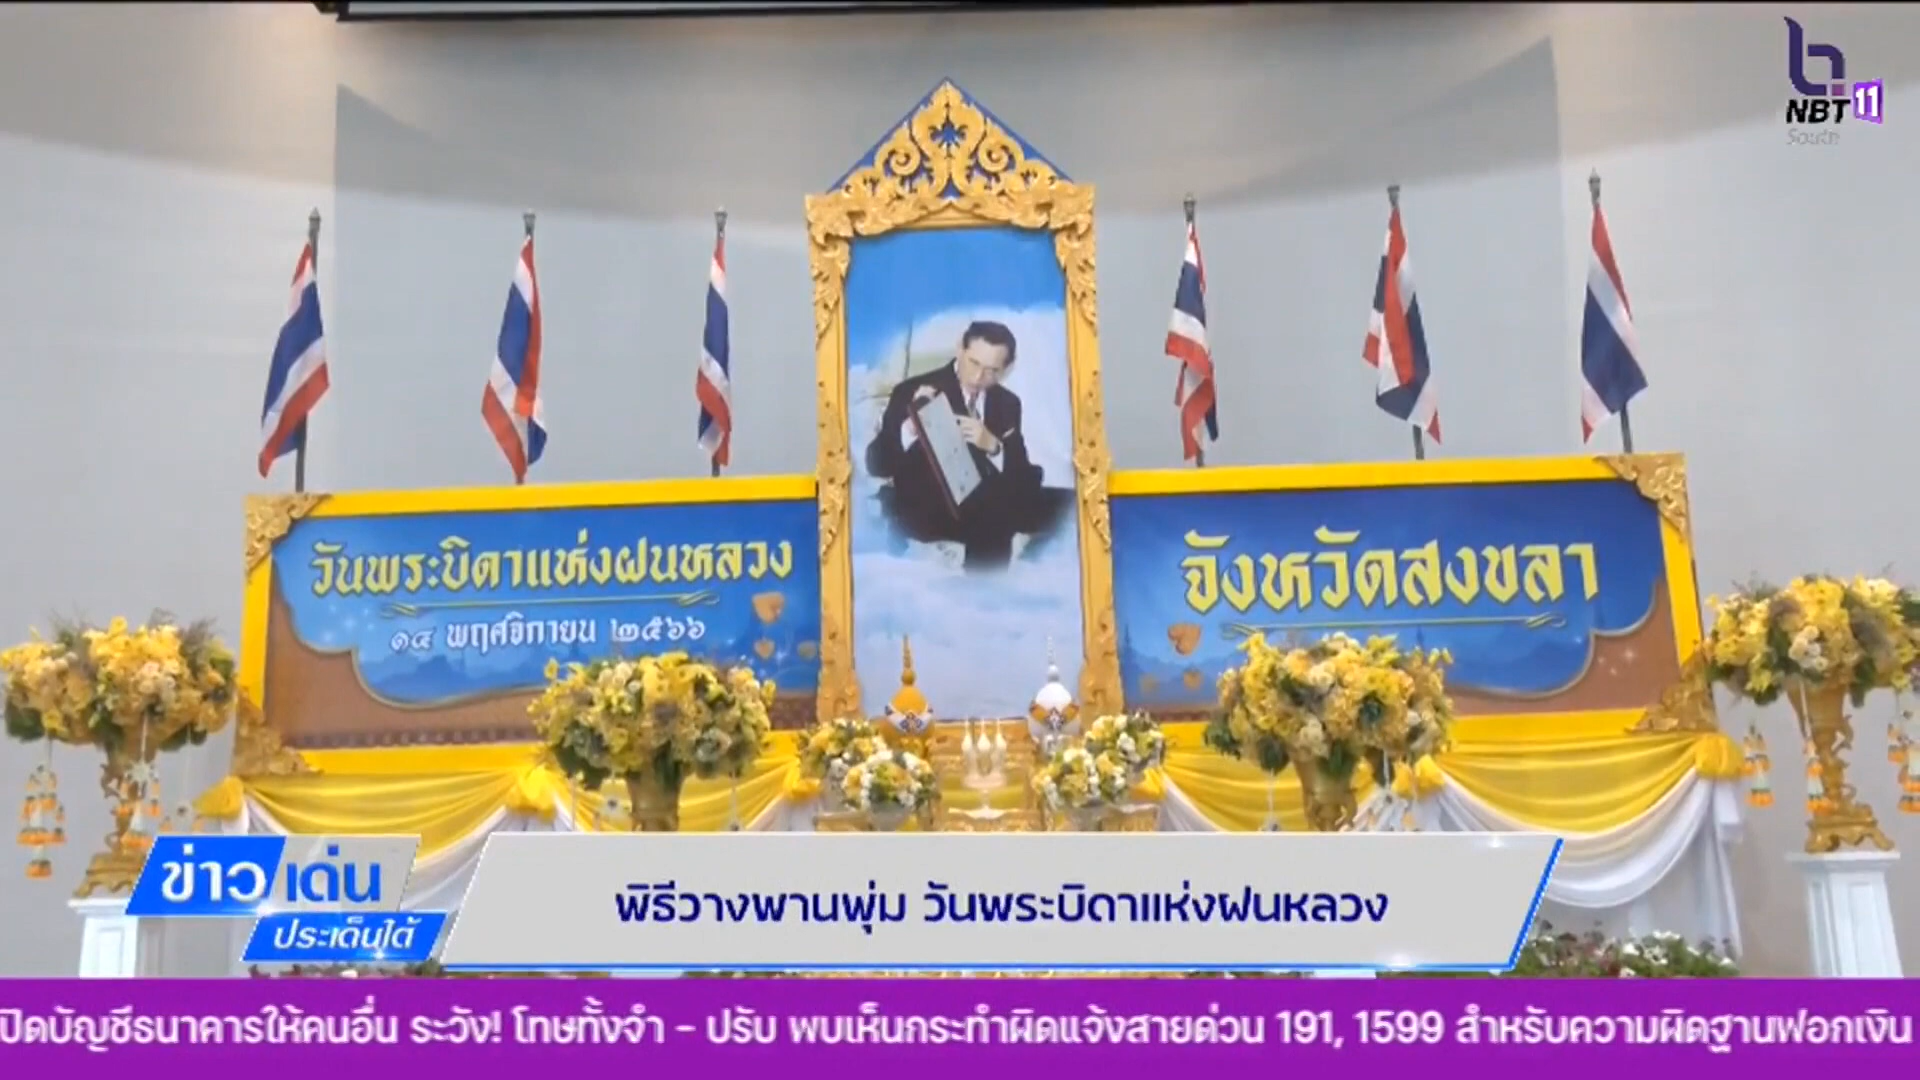 NBT 11
South
วันพระบิดาแห่งฝนหลวง
๑๔ พฤศจิกายน ๒๕๖๖
จังหวัดสงขลา
ข่าวเด่น
ประเด็นใต้
พิธีวางพานพุ่ม วันพระบิดาแห่งฝนหลวง
เปิดบัญชีธนาคารให้คนอื่น ระวัง! โทษทั้งจำ - ปรับ พบเห็นกระทำผิดแจ้งสายด่วน 191, 1599 สำหรับความผิดฐานฟอกเงิน